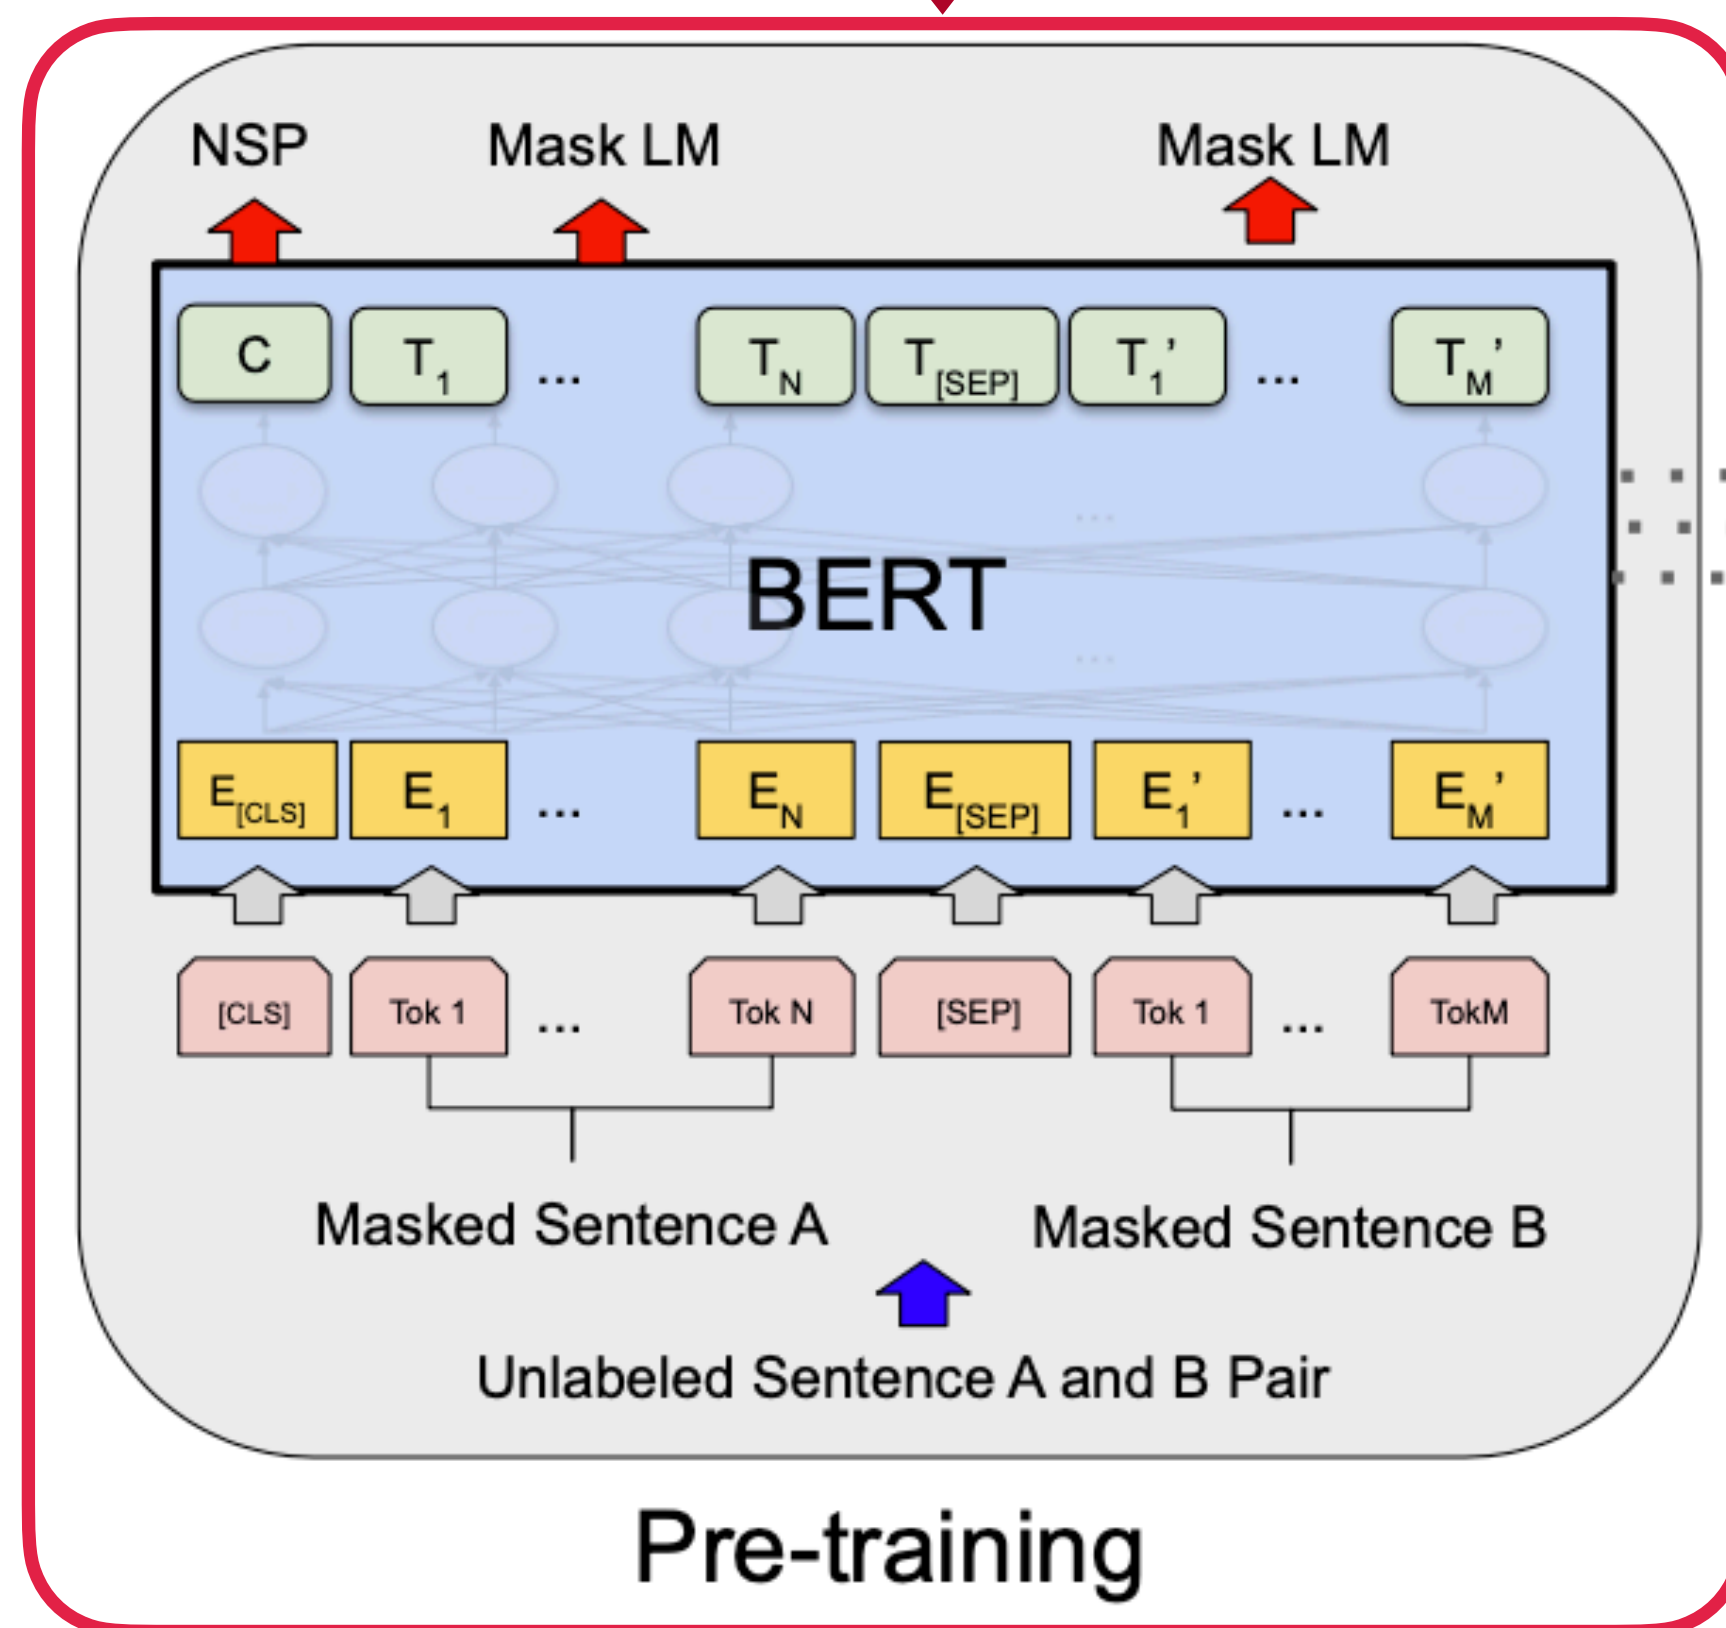 NSP Mask LM Mask LM
C T1 ... TN T[SEP] T1’ ... TM’
...
BERT
...
E[CLS] E1 ... EN E[SEP] E1’ ... EM’
[CLS] Tok 1 ... Tok N [SEP] Tok 1 ... TokM
Masked Sentence A Masked Sentence B
Unlabeled Sentence A and B Pair
Pre-training